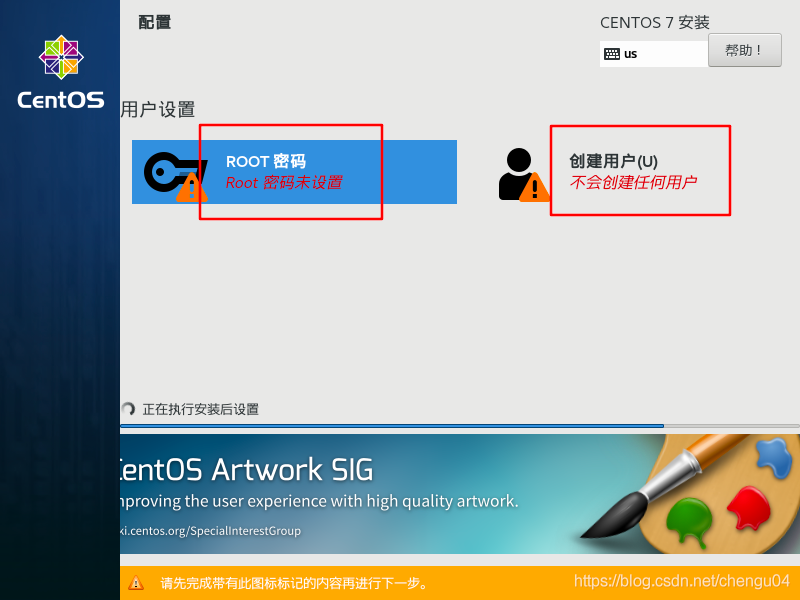 配置
CENTOS 7 安装
us
帮助！
CentOS
用户设置
ROOT 密码
Root 密码未设置
创建用户(U)
不会创建任何用户
正在执行安装后设置
CentOS Artwork SIG
mproving the user experience with high quality artwork.
ki.centos.org/SpecialInterestGroup
请先完成带有此图标标记的内容再进行下一步。
https://blog.csdn.net/chengu04